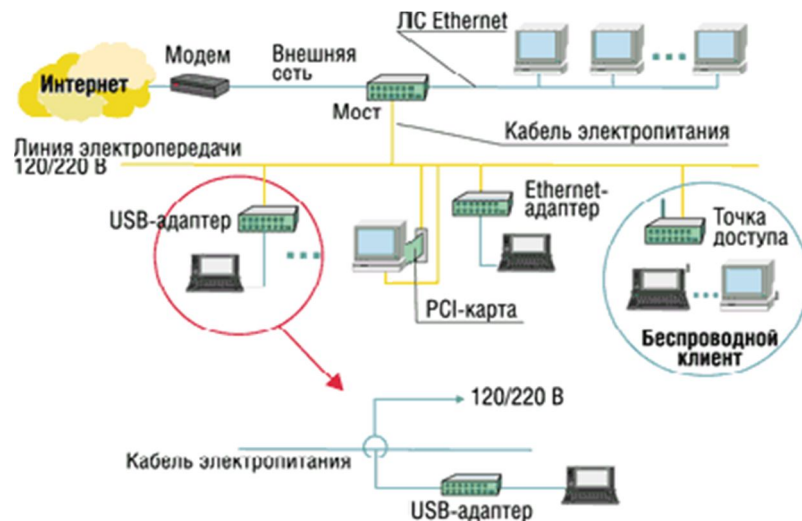 ЛС Ethernet
Модем
Внешняя
сеть
Интернет
Мост
Кабель электропитания
Линия электропередачи
120/220 В
USB-адаптер
Ethernet-
адаптер
Точка
доступа
PCI-карта
Беспроводной
клиент
120/220 В
Кабель электропитания
USB-адаптер